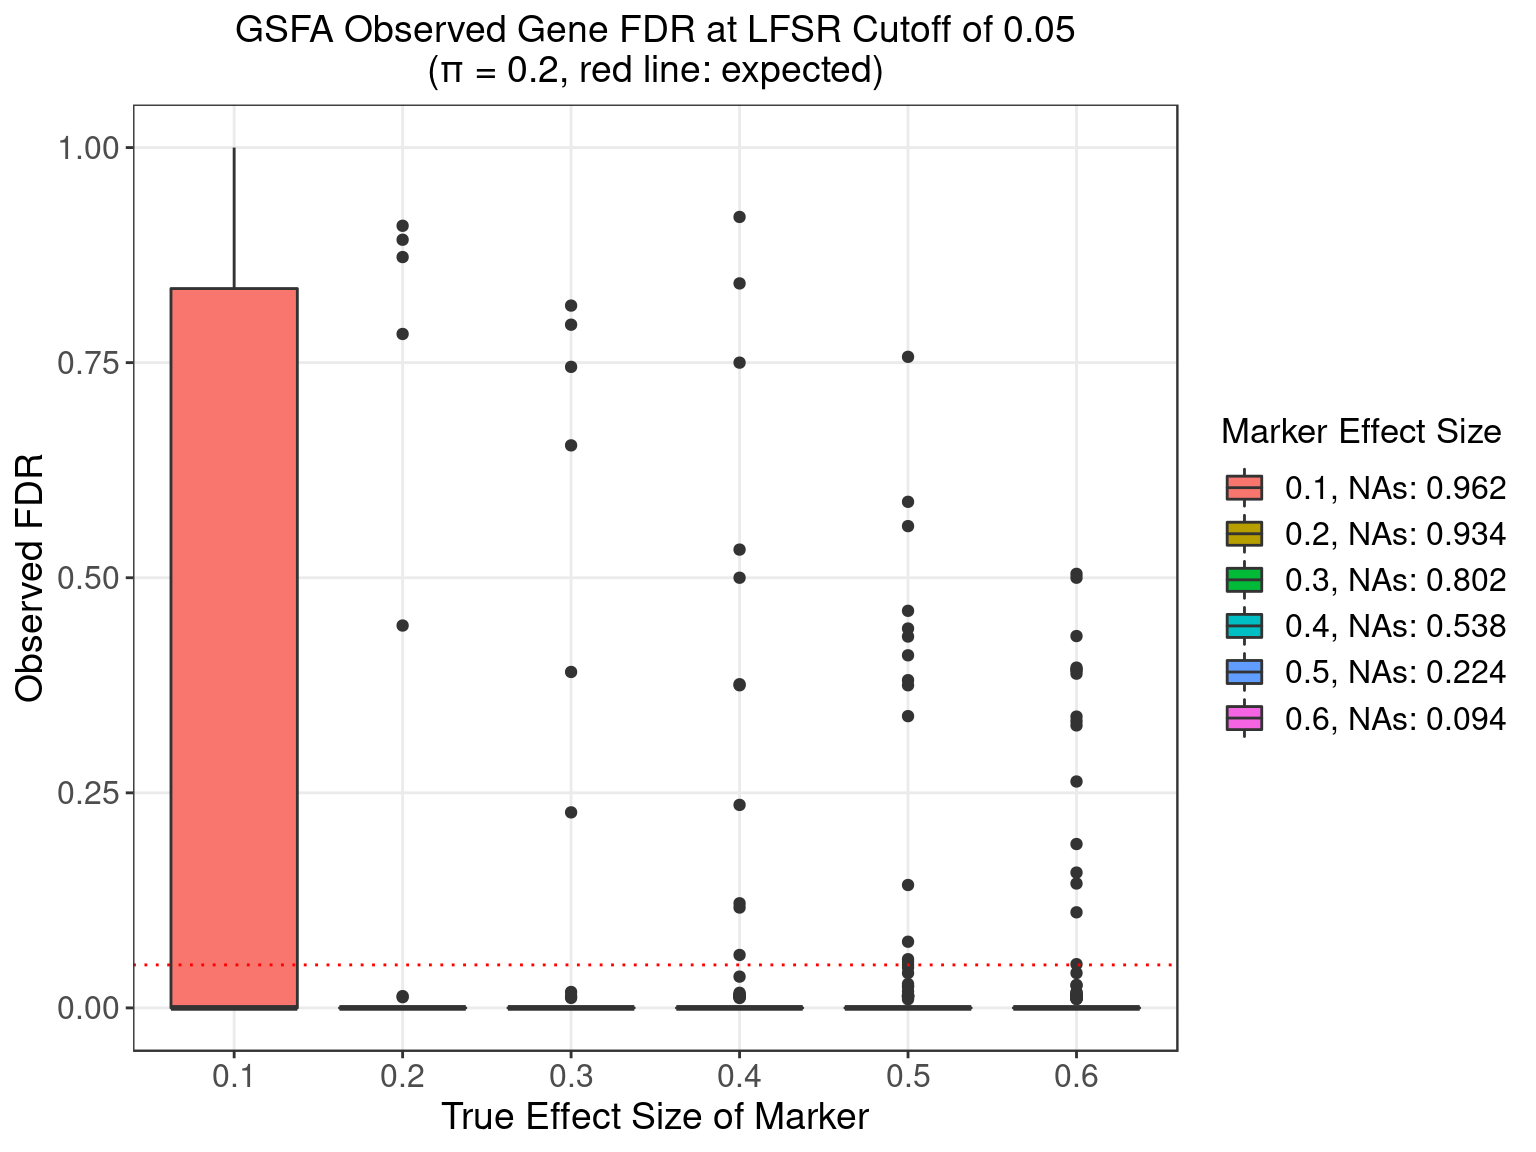 GSFA Observed Gene FDR at LFSR Cutoff of 0.05
(π = 0.2, red line: expected)
Observed FDR
1.00
0.75
0.50
0.25
0.00
0.1
0.2
0.3
0.4
0.5
0.6
True Effect Size of Marker
Marker Effect Size
0.1, NAs: 0.962
0.2, NAs: 0.934
0.3, NAs: 0.802
0.4, NAs: 0.538
0.5, NAs: 0.224
0.6, NAs: 0.094